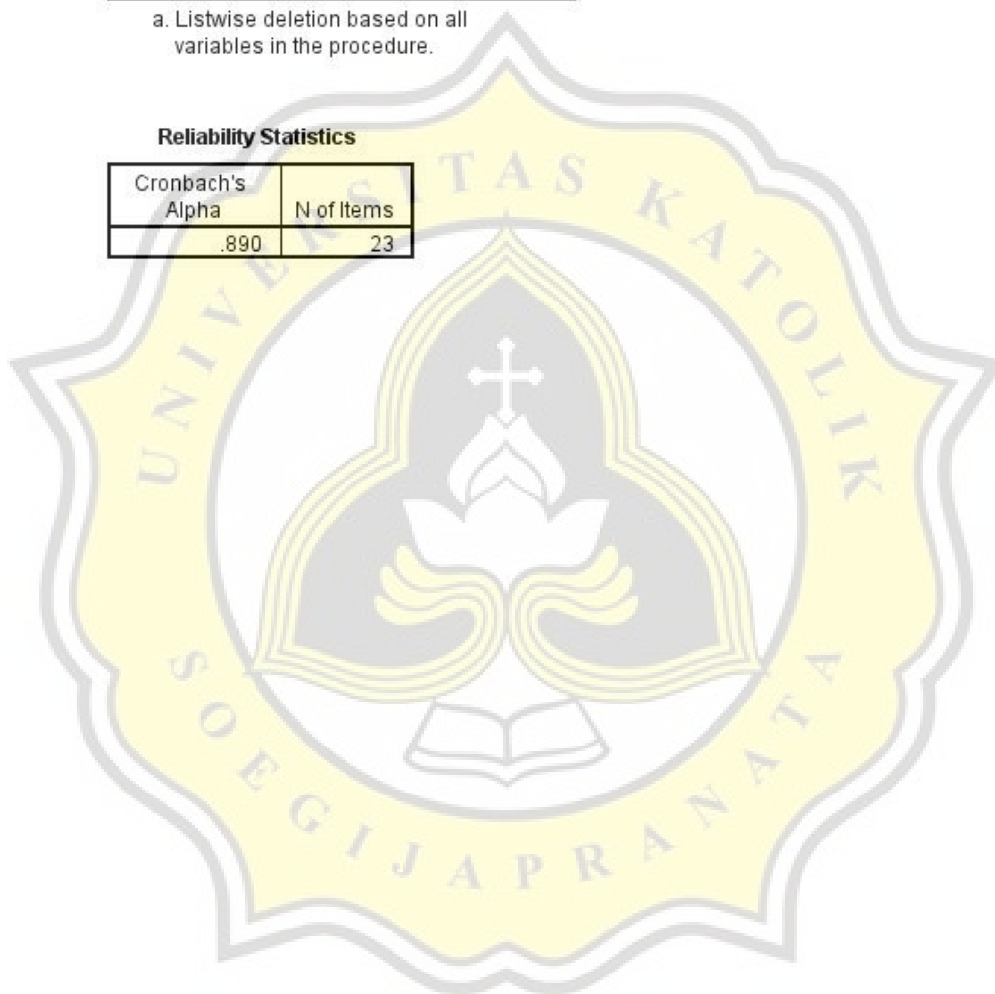 a. Listwise deletion based on all
variables in the procedure.
Reliability Statistics
Cronbach's Alpha N of Items
.890 23
UNIVERSITAS KATOLIK
SOEGIJAPRANATA